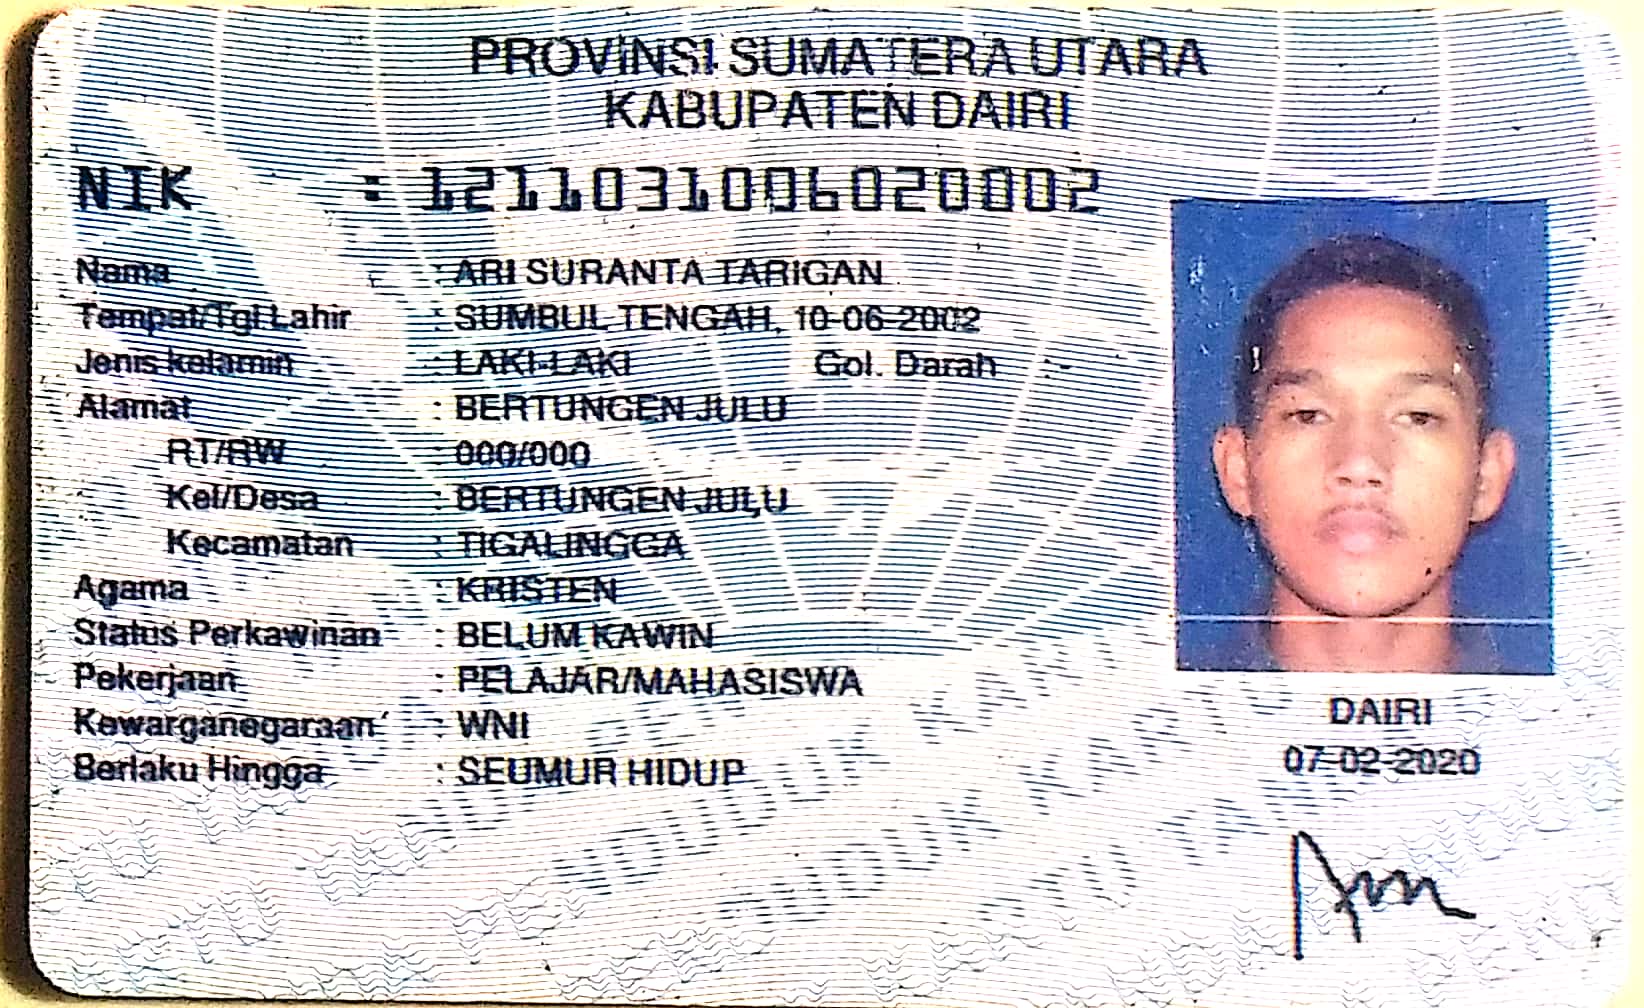 PROVINSI SUMATERA UTARA
KABUPATEN DAIRI
NIK : 1211031006020002
Nama : ARI SURANTA TARIGAN
Tempat/Tgl Lahir : SUMBUL TENGAH, 10-06-2002
Jenis kelamin : LAKI-LAKI Gol. Darah : -
Alamat : BERTUNGEN JULU
RT/RW : 000/000
Kel/Desa : BERTUNGEN JULU
Kecamatan : TIGALINGGA
Agama : KRISTEN
Status Perkawinan : BELUM KAWIN
Pekerjaan : PELAJAR/MAHASISWA
Kewarganegaraan : WNI
Berlaku Hingga : SEUMUR HIDUP
DAIRI
07-02-2020